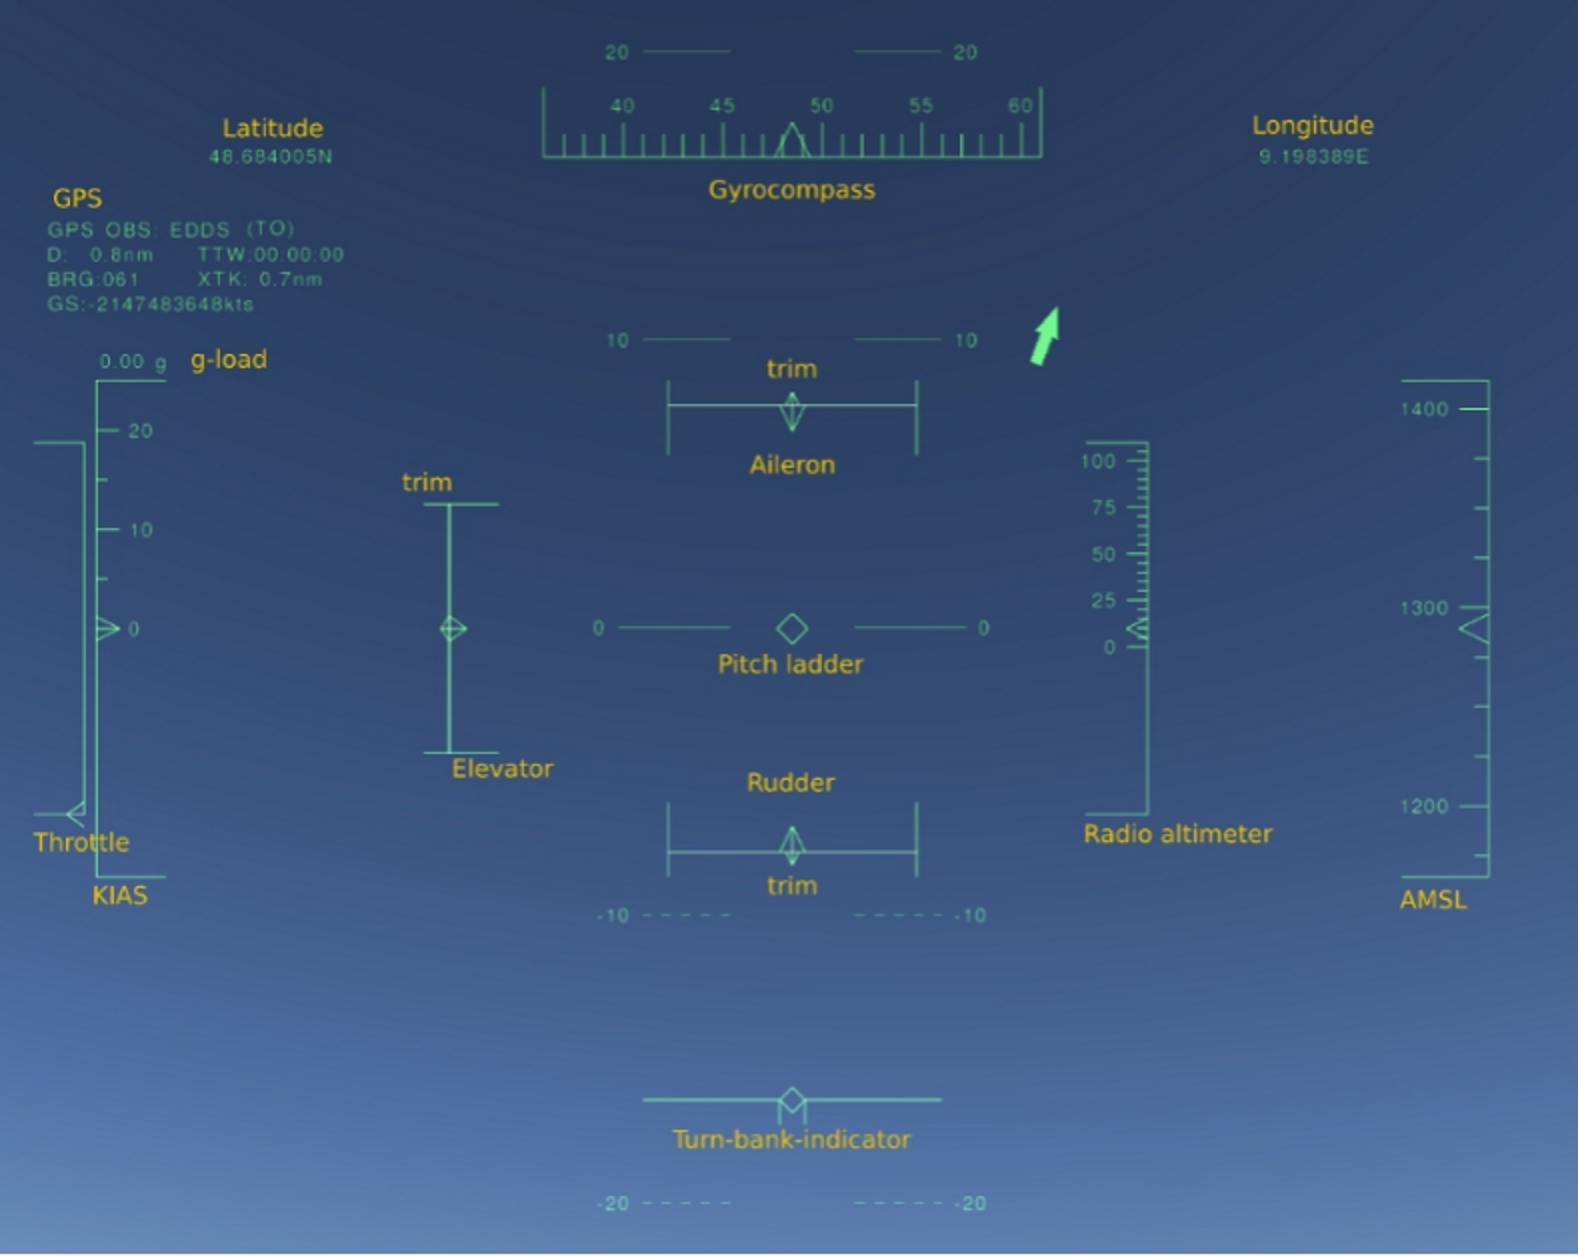 20 20
40 45 50 55 60
Latitude
48.684005N
Longitude
9.198389E
Gyrocompass
GPS
GPS OBS: EDDS (TO)
D: 0.8nm TTW:00:00:00
BRG:061 XTK: 0.7nm
GS:-2147483648kts
0.00 g g-load
10 10
trim
Aileron
20
10
0
Throttle
KIAS
trim
Elevator
0 0
Pitch ladder
Rudder
trim
-10 -10
100
75
50
25
0
Radio altimeter
1400
1300
1200
AMSL
Turn-bank-indicator
-20 -20